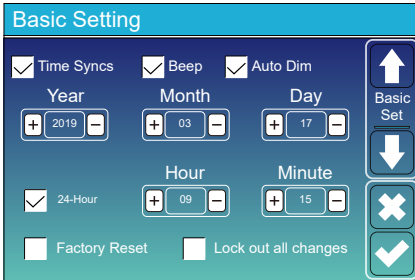 Basic Setting
Time Syncs Beep Auto Dim
Year Month Day
Basic
Set
+ 2019 − + 03 − + 17 −
Hour Minute
24-Hour + 09 − + 15 −
Factory Reset Lock out all changes